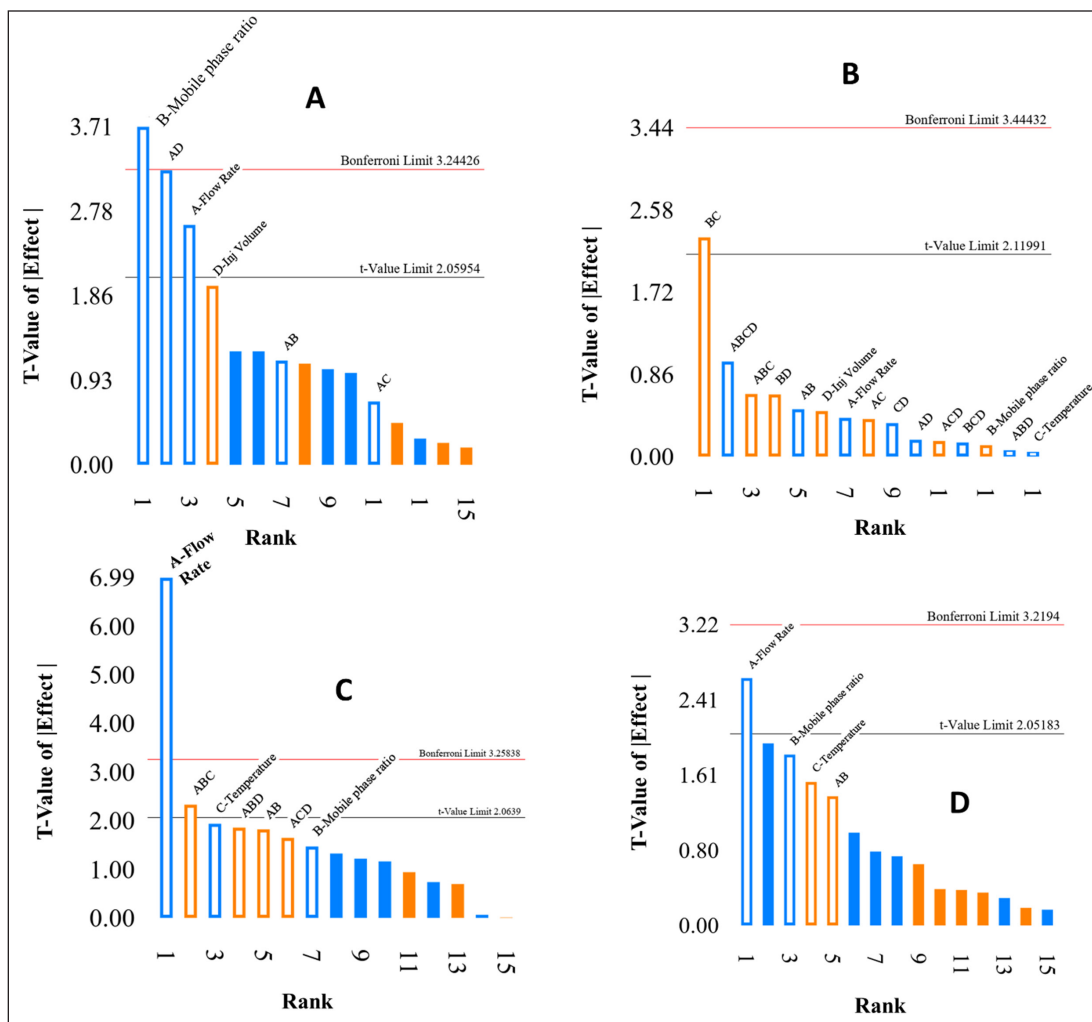 A
T-Value of |Effect |
3.71
2.78
1.86
0.93
0.00
B-Mobile phase ratio
AD
A-Flow Rate
D-Inj Volume
AB
AC
Bonferroni Limit 3.24426
t-Value Limit 2.05954
1
3
5
7
9
1
1
15
Rank
B
T-Value of |Effect |
3.44
2.58
1.72
0.86
0.00
Bonferroni Limit 3.44432
t-Value Limit 2.11991
BC
ABCD
ABC
BD
AB
D-Inj Volume
A-Flow Rate
AC
CD
AD
ACD
BCD
B-Mobile phase ratio
ABD
C-Temperature
1
3
5
7
9
1
1
1
Rank
C
T-Value of |Effect |
6.99
6.00
5.00
4.00
3.00
2.00
1.00
0.00
A-Flow
Rate
ABC
C-Temperature
ABD
AB
ACD
B-Mobile phase ratio
Bonferroni Limit 3.25838
t-Value Limit 2.0639
1
3
5
7
9
11
13
15
Rank
D
T-Value of |Effect |
3.22
2.41
1.61
0.80
0.00
Bonferroni Limit 3.2194
t-Value Limit 2.05183
A-Flow Rate
B-Mobile phase ratio
C-Temperature
AB
1
3
5
7
9
11
13
15
Rank